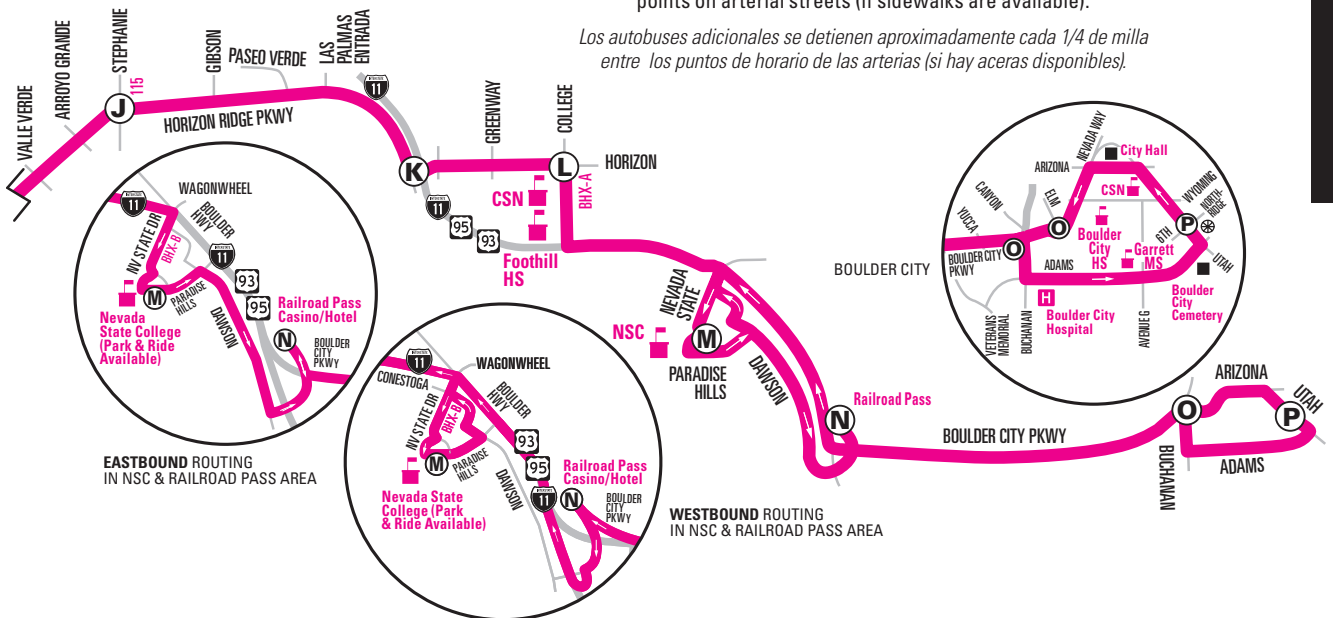 points on arterial streets (if sidewalks are available).
Los autobuses adicionales se detienen aproximadamente cada 1/4 de milla
entre los puntos de horario de las arterias (si hay aceras disponibles).
VALLE VERDE
ARROYO GRANDE
STEPHANIE
115
J
GIBSON
PASEO VERDE
LAS
PALMAS
ENTRADA
INTERSTATE
11
HORIZON RIDGE PKWY
K
GREENWAY
COLLEGE
L
HORIZON
BHX-A
CSN
INTERSTATE
11
95
93
Foothill
HS
NEVADA
STATE
NSC
M
PARADISE
HILLS
DAWSON
N
Railroad Pass
BOULDER CITY PKWY
O
BUCHANAN
ARIZONA
UTAH
P
ADAMS
WAGONWHEEL
INTERSTATE
11
BOULDER
HWY
NV STATE DR
BHX-B
INTERSTATE
11
93
95
M
PARADISE
HILLS
DAWSON
Nevada
State College
(Park & Ride
Available)
Railroad Pass
Casino/Hotel
N
BOULDER
CITY
PKWY
EASTBOUND ROUTING
IN NSC & RAILROAD PASS AREA
INTERSTATE
11
WAGONWHEEL
CONESTOGA
BOULDER
HWY
NV STATE DR
BHX-B
93
95
INTERSTATE
11
M
PARADISE
HILLS
DAWSON
Nevada State
College (Park
& Ride Available)
Railroad Pass
Casino/Hotel
N
BOULDER
CITY
PKWY
WESTBOUND ROUTING
IN NSC & RAILROAD PASS AREA
BOULDER CITY
NEVADA WAY
City Hall
ARIZONA
CANYON
ELM
CSN
WYOMING
NORTH-
RIDGE
YUCCA
O
O
P
6TH
Boulder
City
HS
Garrett
MS
UTAH
BOULDER CITY
PKWY
ADAMS
H
Boulder City
Hospital
Boulder
City
Cemetery
VETERANS
MEMORIAL
BUCHANAN
AVENUE G